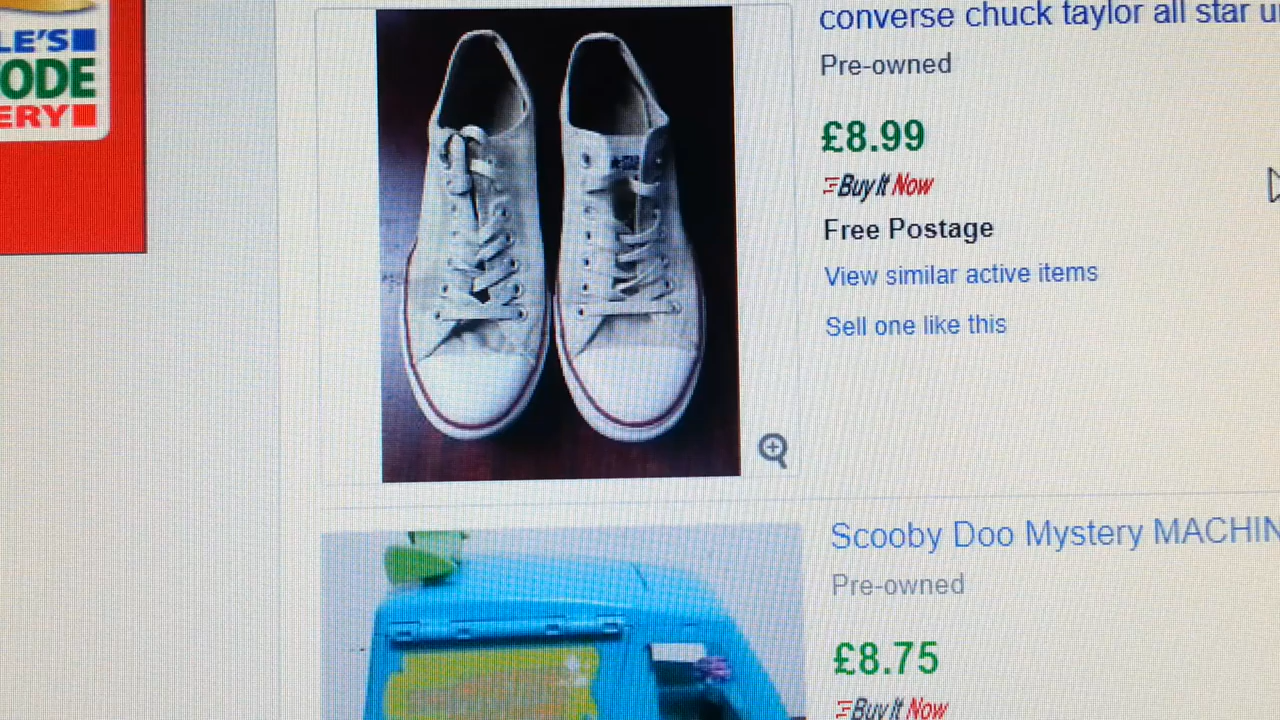 LE'S
ODE
ERY
converse chuck taylor all star u
Pre-owned
£8.99
Buy It Now
Free Postage
View similar active items
Sell one like this
Scooby Doo Mystery MACHIN
Pre-owned
£8.75
Buy It Now